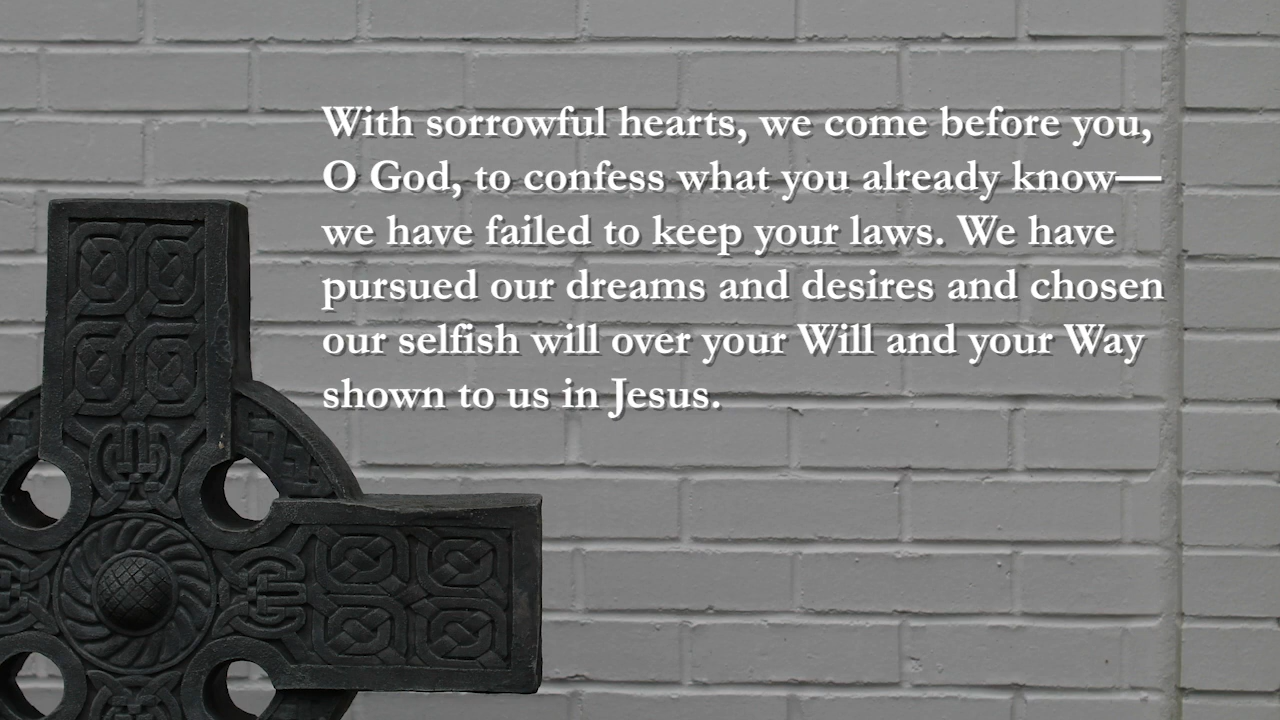 With sorrowful hearts, we come before you,
O God, to confess what you already know—
we have failed to keep your laws. We have
pursued our dreams and desires and chosen
our selfish will over your Will and your Way
shown to us in Jesus.